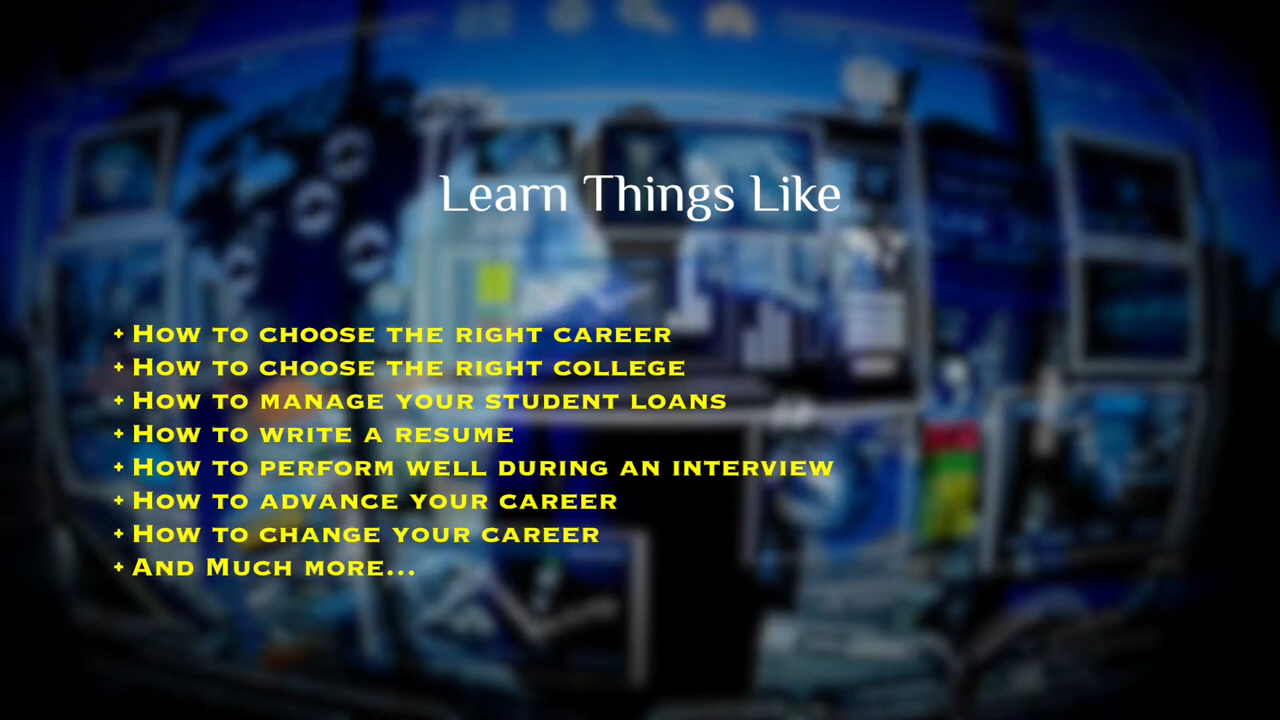 Learn Things Like
+ How to choose the right career
+ How to choose the right college
+ How to manage your student loans
+ How to write a resume
+ How to perform well during an interview
+ How to advance your career
+ How to change your career
+ And Much more...